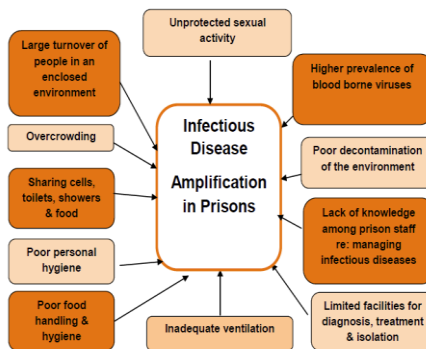 Unprotected sexual
activity
Large turnover of
people in an
enclosed
environment
Overcrowding
Sharing cells,
toilets, showers
& food
Poor personal
hygiene
Poor food
handling &
hygiene
Infectious
Disease
Amplification
in Prisons
Inadequate ventilation
Higher prevalence of
blood borne viruses
Poor decontamination
of the environment
Lack of knowledge
among prison staff
re: managing
infectious diseases
Limited facilities for
diagnosis, treatment
& isolation